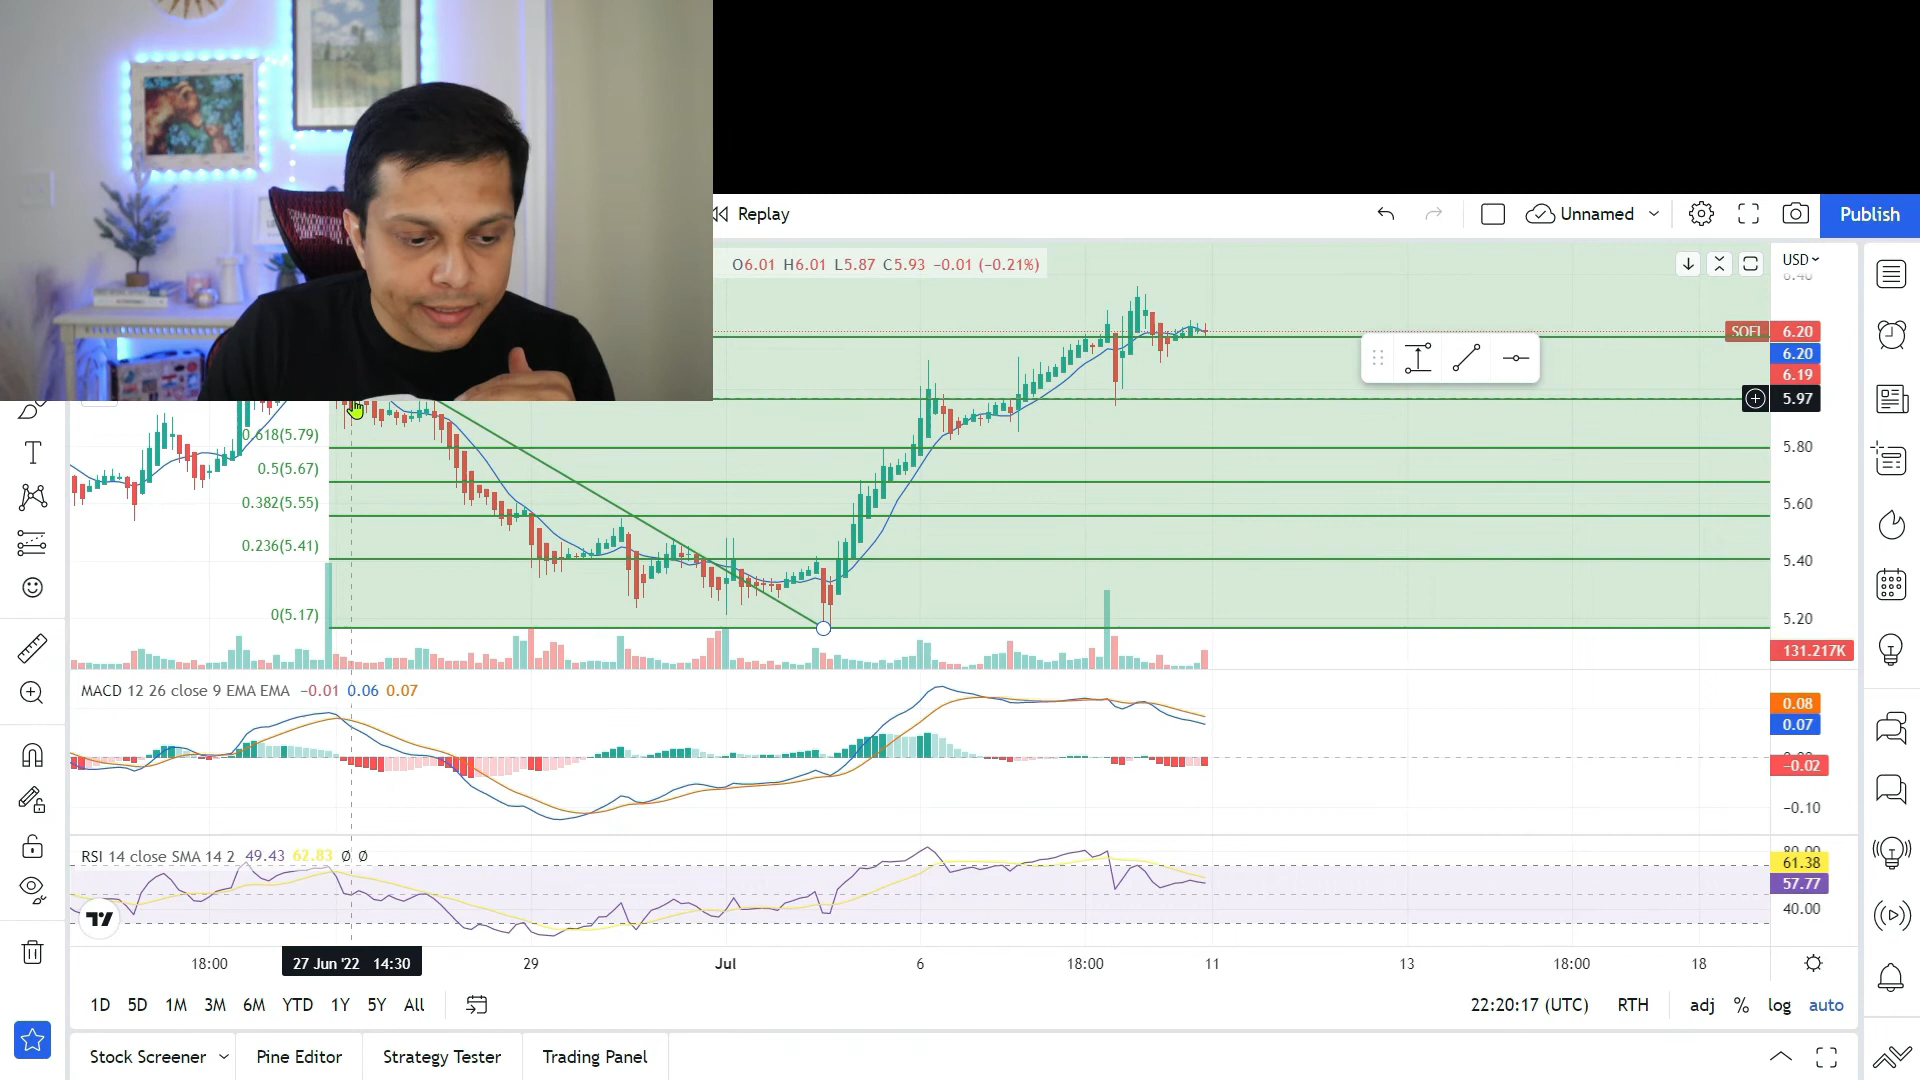 Replay
Unnamed
Publish
O6.01 H6.01 L5.87 C5.93 −0.01 (−0.21%)
USD
6.40
SOFI 6.20
6.20
6.19
5.97
0.618(5.79)
5.80
0.5(5.67)
0.382(5.55)
5.60
0.236(5.41)
5.40
0(5.17)
5.20
131.217K
MACD 12 26 close 9 EMA EMA −0.01 0.06 0.07
0.08
0.07
0.00
−0.02
−0.10
RSI 14 close SMA 14 2 49.43 62.83 Ø Ø
80.00
61.38
57.77
40.00
18:00 27 Jun '22 14:30 29 Jul 6 18:00 11 13 18:00 18
1D 5D 1M 3M 6M YTD 1Y 5Y All
22:20:17 (UTC) RTH adj % log auto
Stock Screener Pine Editor Strategy Tester Trading Panel